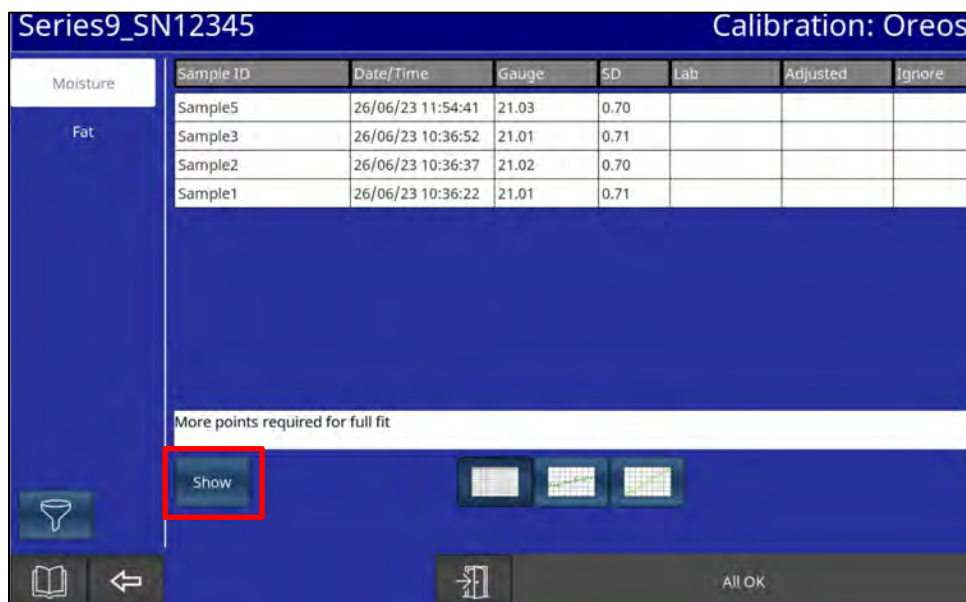 Series9_SN12345 Calibration: Oreos
Moisture
Fat
Sample ID Date/Time Gauge SD Lab Adjusted Ignore
Sample5 26/06/23 11:54:41 21.03 0.70
Sample3 26/06/23 10:36:52 21.01 0.71
Sample2 26/06/23 10:36:37 21.02 0.70
Sample1 26/06/23 10:36:22 21.01 0.71
More points required for full fit
Show
All OK